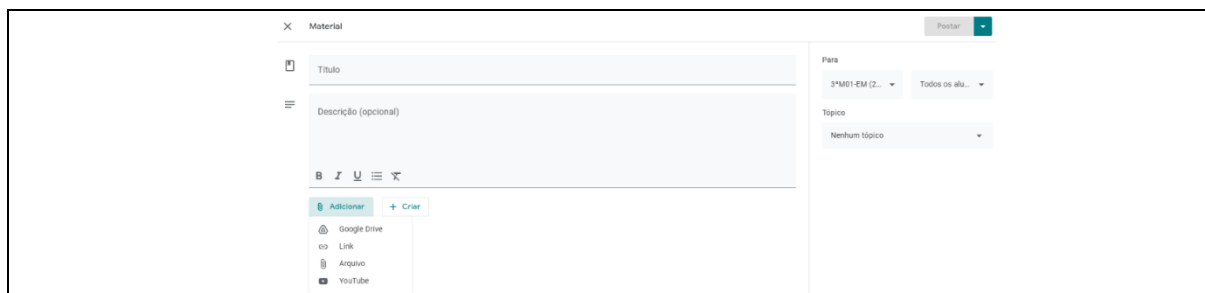 Material
Postar
Título
Descrição (opcional)
B I U
Adicionar + Criar
Google Drive
Link
Arquivo
YouTube
Para
3ªM01-EM (2... Todos os alu...
Tópico
Nenhum tópico